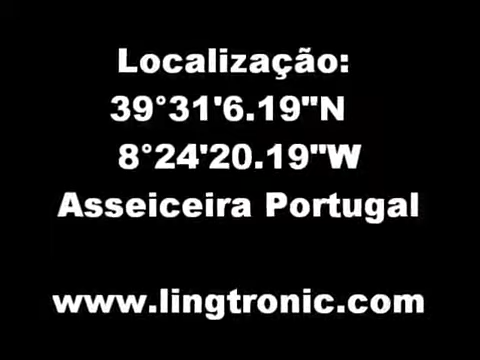 Localização:
39°31'6.19"N
8°24'20.19"W
Asseiceira Portugal
www.lingtronic.com